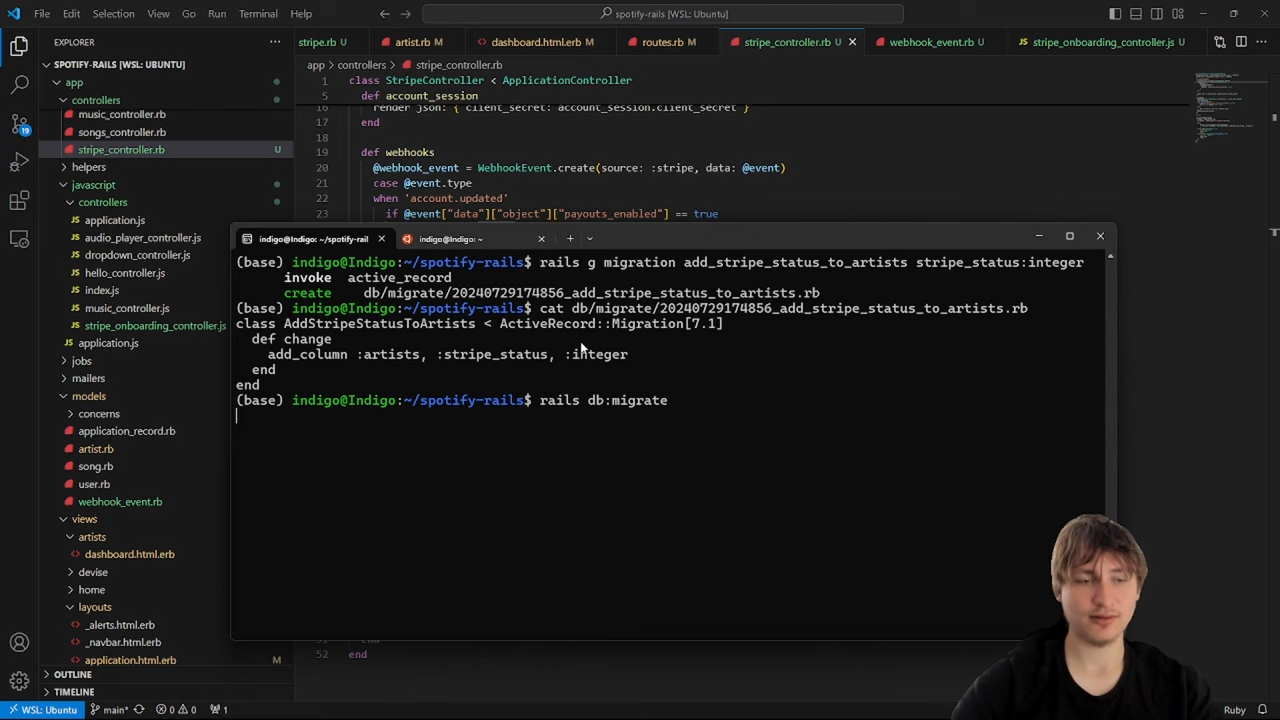 File Edit Selection View Go Run Terminal Help
spotify-rails [WSL: Ubuntu]
EXPLORER
stripe.rb U artist.rb M dashboard.html.erb M routes.rb M stripe_controller.rb U webhook_event.rb U stripe_onboarding_controller.js U
SPOTIFY-RAILS [WSL: UBUNTU]
app > controllers > stripe_controller.rb
app
controllers
music_controller.rb
songs_controller.rb
stripe_controller.rb U
helpers
javascript
controllers
application.js
audio_player_controller.js
dropdown_controller.js
hello_controller.js
index.js
music_controller.js
stripe_onboarding_controller.js U
application.js
jobs
mailers
models
concerns
application_record.rb
artist.rb
song.rb
user.rb
webhook_event.rb
views
artists
dashboard.html.erb
devise
home
layouts
_alerts.html.erb
_navbar.html.erb
application.html.erb M
OUTLINE
TIMELINE
1 class StripeController < ApplicationController
5 def account_session
16 render json: { client_secret: account_session.client_secret }
17 end
18
19 def webhooks
20 @webhook_event = WebhookEvent.create(source: :stripe, data: @event)
21 case @event.type
22 when 'account.updated'
23 if @event["data"]["object"]["payouts_enabled"] == true
indigo@Indigo: ~/spotify-rail indigo@Indigo: ~
(base) indigo@Indigo:~/spotify-rails$ rails g migration add_stripe_status_to_artists stripe_status:integer
invoke active_record
create db/migrate/20240729174856_add_stripe_status_to_artists.rb
(base) indigo@Indigo:~/spotify-rails$ cat db/migrate/20240729174856_add_stripe_status_to_artists.rb
class AddStripeStatusToArtists < ActiveRecord::Migration[7.1]
def change
add_column :artists, :stripe_status, :integer
end
end
(base) indigo@Indigo:~/spotify-rails$ rails db:migrate
52 end
WSL: Ubuntu main* 0 0 1 Ruby